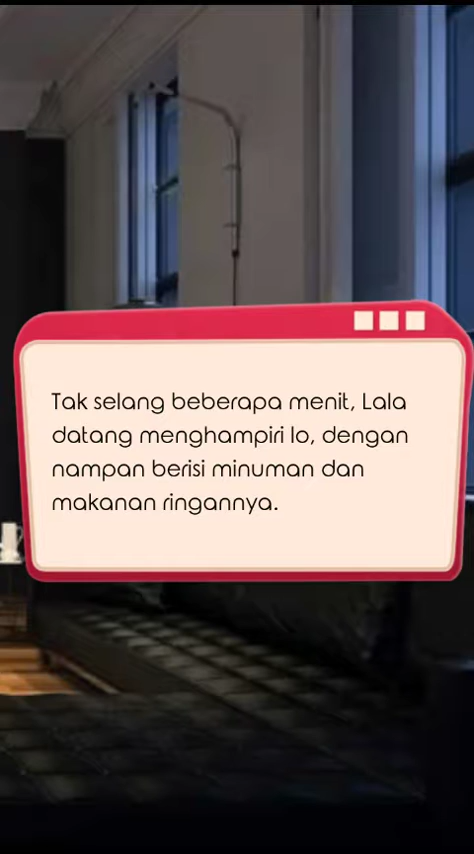 Tak selang beberapa menit, Lala
datang menghampiri lo, dengan
nampan berisi minuman dan
makanan ringannya.